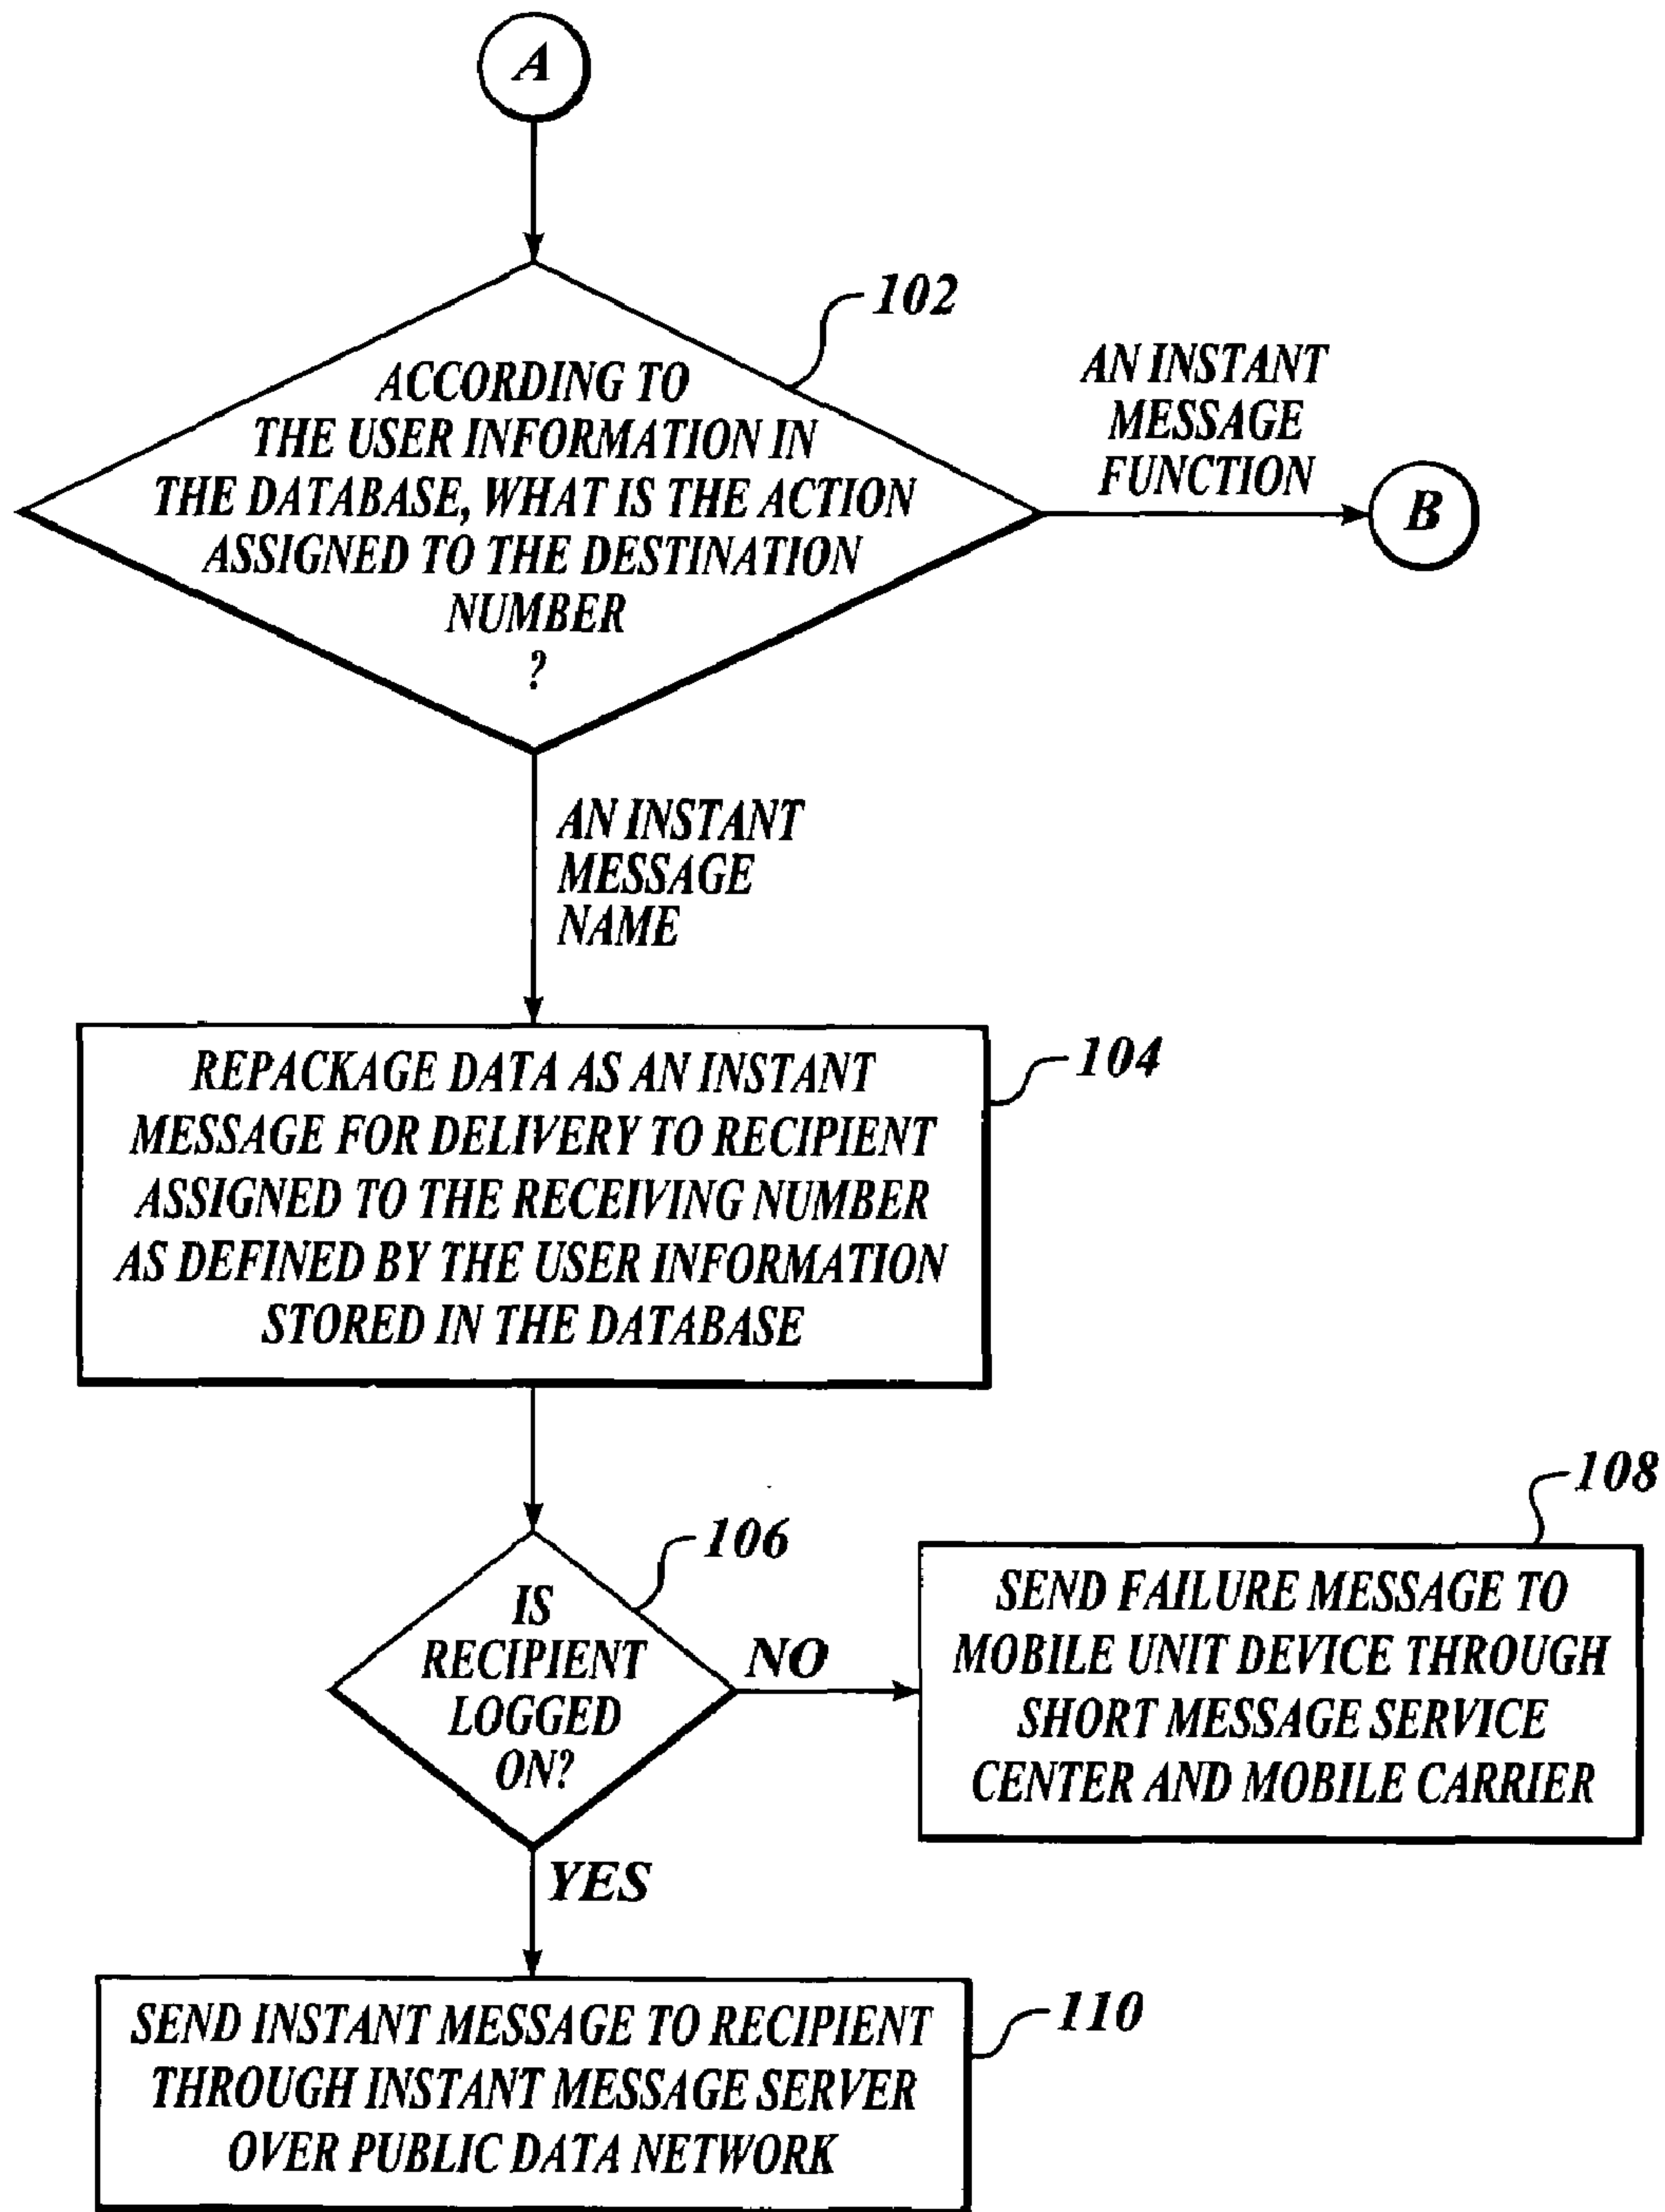 A
102
ACCORDING TO
THE USER INFORMATION IN
THE DATABASE, WHAT IS THE ACTION
ASSIGNED TO THE DESTINATION
NUMBER
?
AN INSTANT
MESSAGE
FUNCTION
B
AN INSTANT
MESSAGE
NAME
104
REPACKAGE DATA AS AN INSTANT
MESSAGE FOR DELIVERY TO RECIPIENT
ASSIGNED TO THE RECEIVING NUMBER
AS DEFINED BY THE USER INFORMATION
STORED IN THE DATABASE
106
IS
RECIPIENT
LOGGED
ON?
NO
108
SEND FAILURE MESSAGE TO
MOBILE UNIT DEVICE THROUGH
SHORT MESSAGE SERVICE
CENTER AND MOBILE CARRIER
YES
110
SEND INSTANT MESSAGE TO RECIPIENT
THROUGH INSTANT MESSAGE SERVER
OVER PUBLIC DATA NETWORK